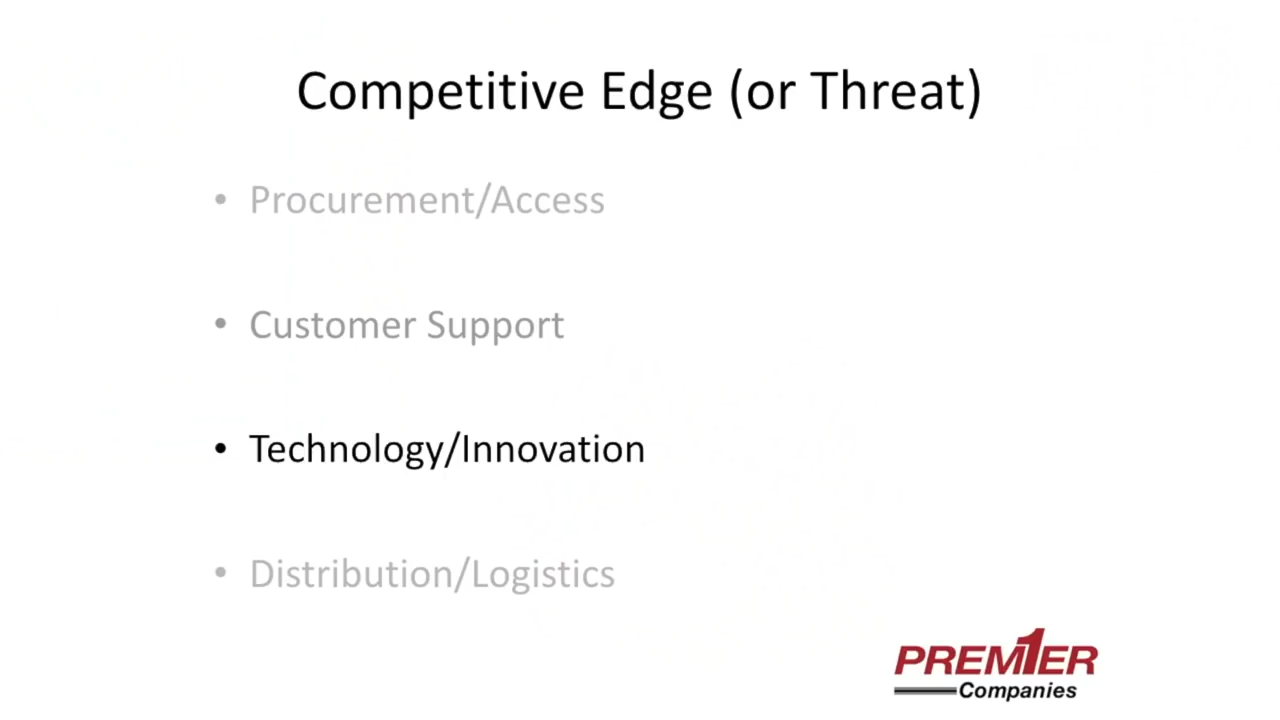 Competitive Edge (or Threat)
• Procurement/Access
• Customer Support
• Technology/Innovation
• Distribution/Logistics
PREM1ER
Companies